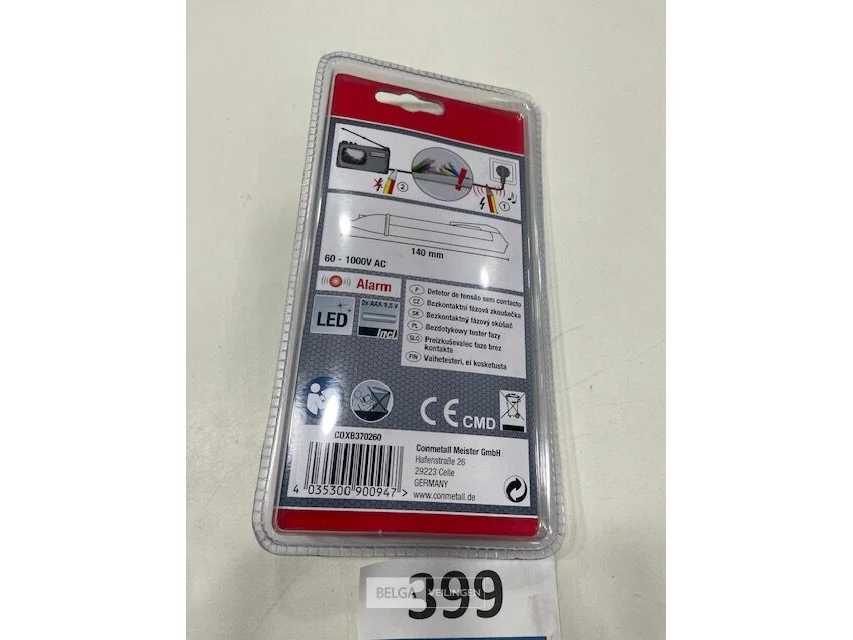 2
1
140 mm
60 - 1000V AC
Alarm
LED
2x AAA 1,5 V
Incl
P Detetor de tensão sem contacto
CZ Bezkontaktní fázová zkoušečka
SK Bezkontaktný fázový skúšač
PL Bezdotykowy tester fazy
SLO Preizkuševalec faze brez
kontakta
FIN Vaihetesteri, ei kosketusta
CE CMD
COXB370260
4 035300 900947 >
Conmetall Meister GmbH
Hafenstraße 26
29223 Celle
GERMANY
www.conmetall.de
399
BELGA VEILINGEN